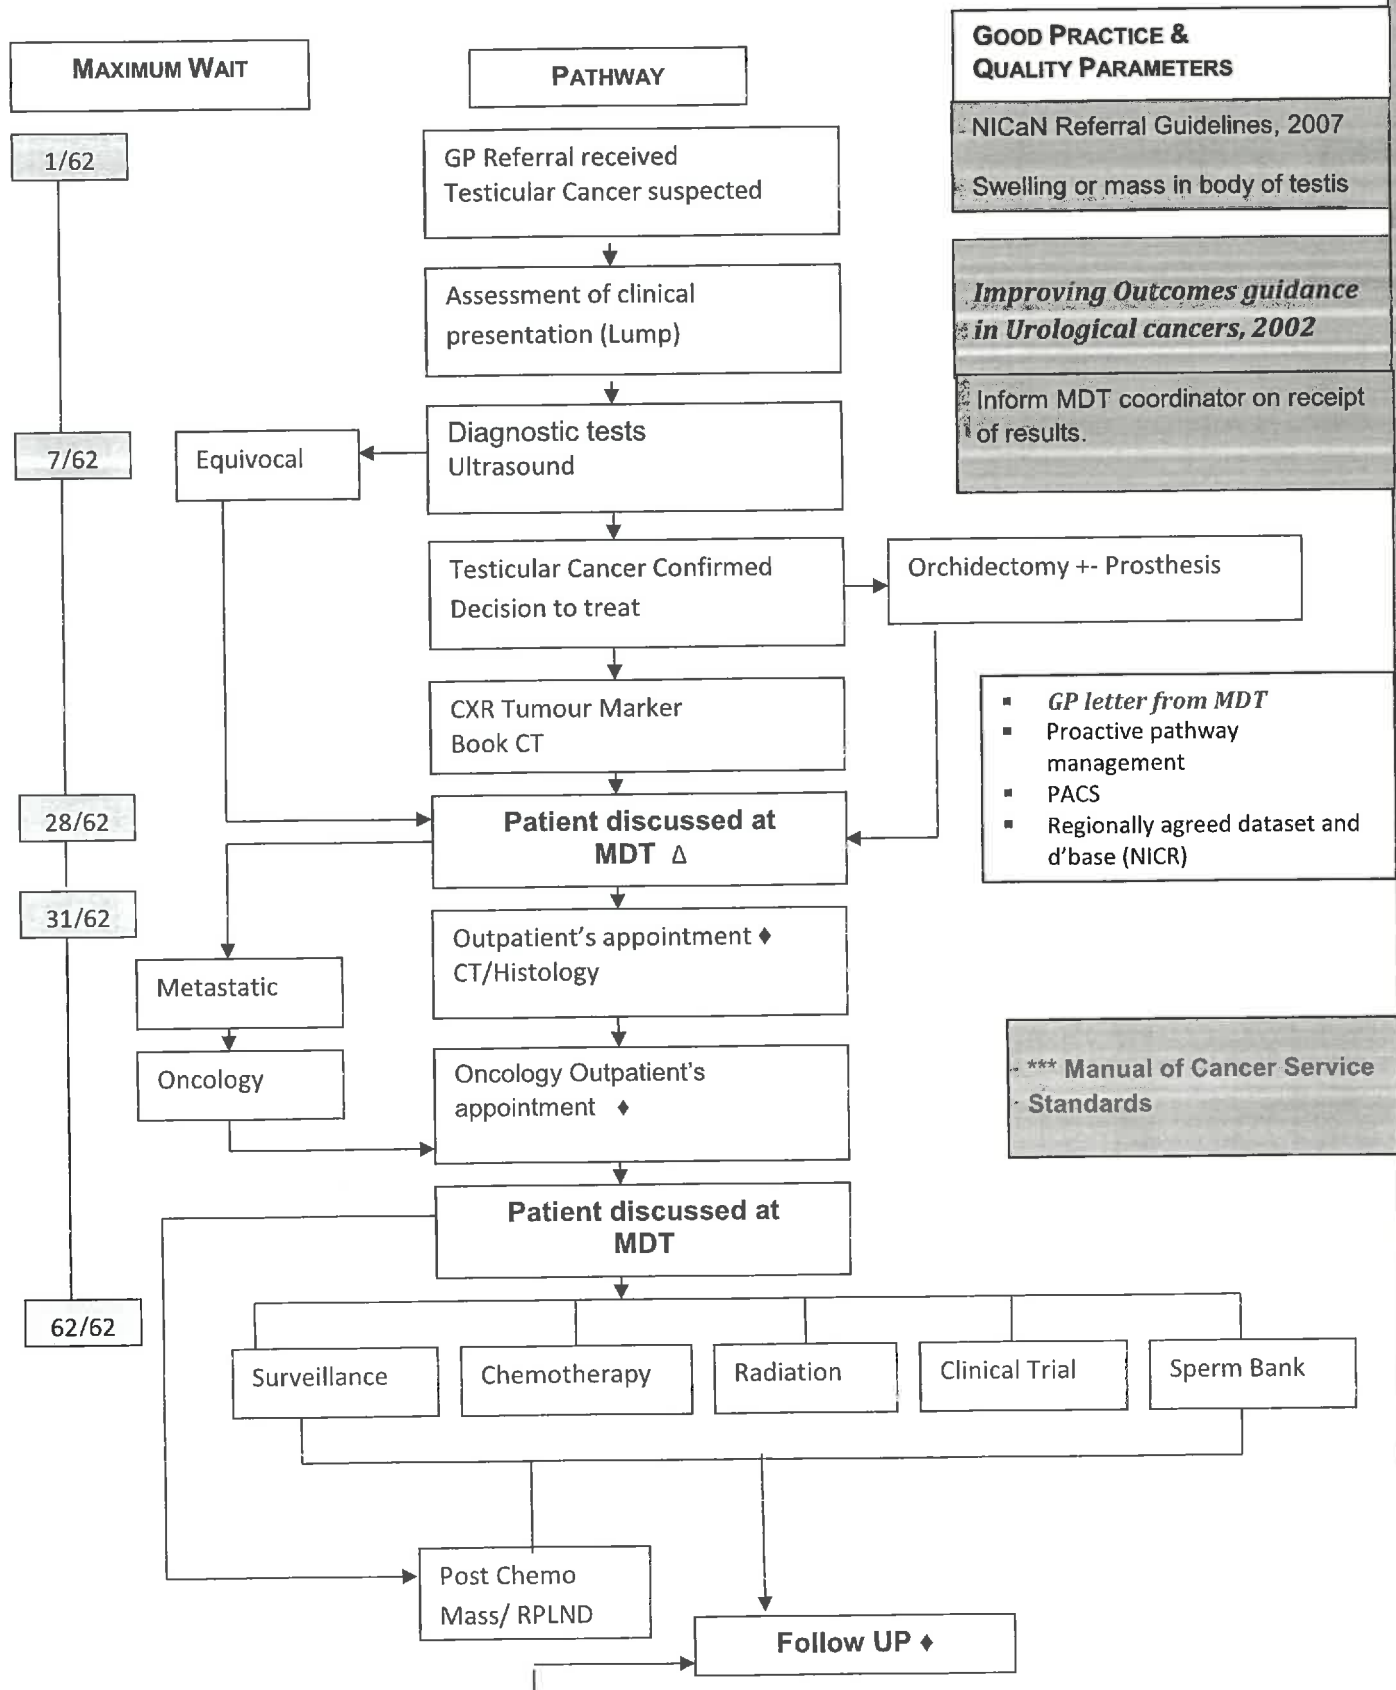 MAXIMUM WAIT
PATHWAY
GOOD PRACTICE &
QUALITY PARAMETERS
1/62
GP Referral received
Testicular Cancer suspected
NICaN Referral Guidelines, 2007
Swelling or mass in body of testis
Assessment of clinical
presentation (Lump)
Improving Outcomes guidance
in Urological cancers, 2002
Inform MDT coordinator on receipt
of results.
7/62
Equivocal
Diagnostic tests
Ultrasound
Testicular Cancer Confirmed
Decision to treat
Orchidectomy +- Prosthesis
CXR Tumour Marker
Book CT
▪ GP letter from MDT
▪ Proactive pathway
management
▪ PACS
▪ Regionally agreed dataset and
d'base (NICR)
28/62
Patient discussed at
MDT Δ
31/62
Outpatient's appointment ♦
CT/Histology
Metastatic
Oncology
Oncology Outpatient's
appointment ♦
*** Manual of Cancer Service
Standards
Patient discussed at
MDT
62/62
Surveillance
Chemotherapy
Radiation
Clinical Trial
Sperm Bank
Post Chemo
Mass/ RPLND
Follow UP ♦